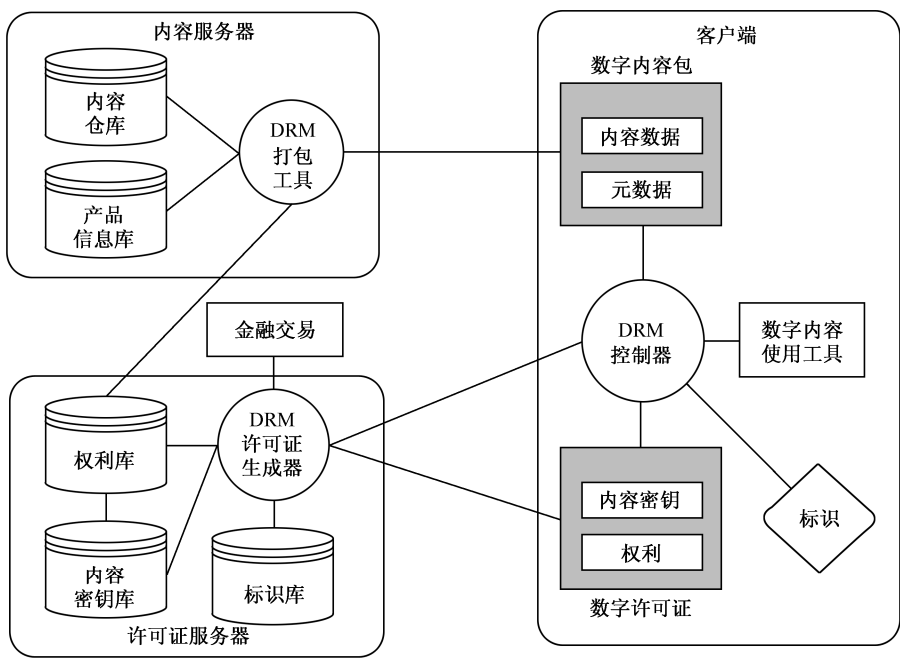 内容服务器
内容
仓库
产品
信息库
DRM
打包
工具
金融交易
权利库
内容
密钥库
DRM
许可证
生成器
标识库
许可证服务器
客户端
数字内容包
内容数据
元数据
DRM
控制器
数字内容
使用工具
标识
内容密钥
权利
数字许可证